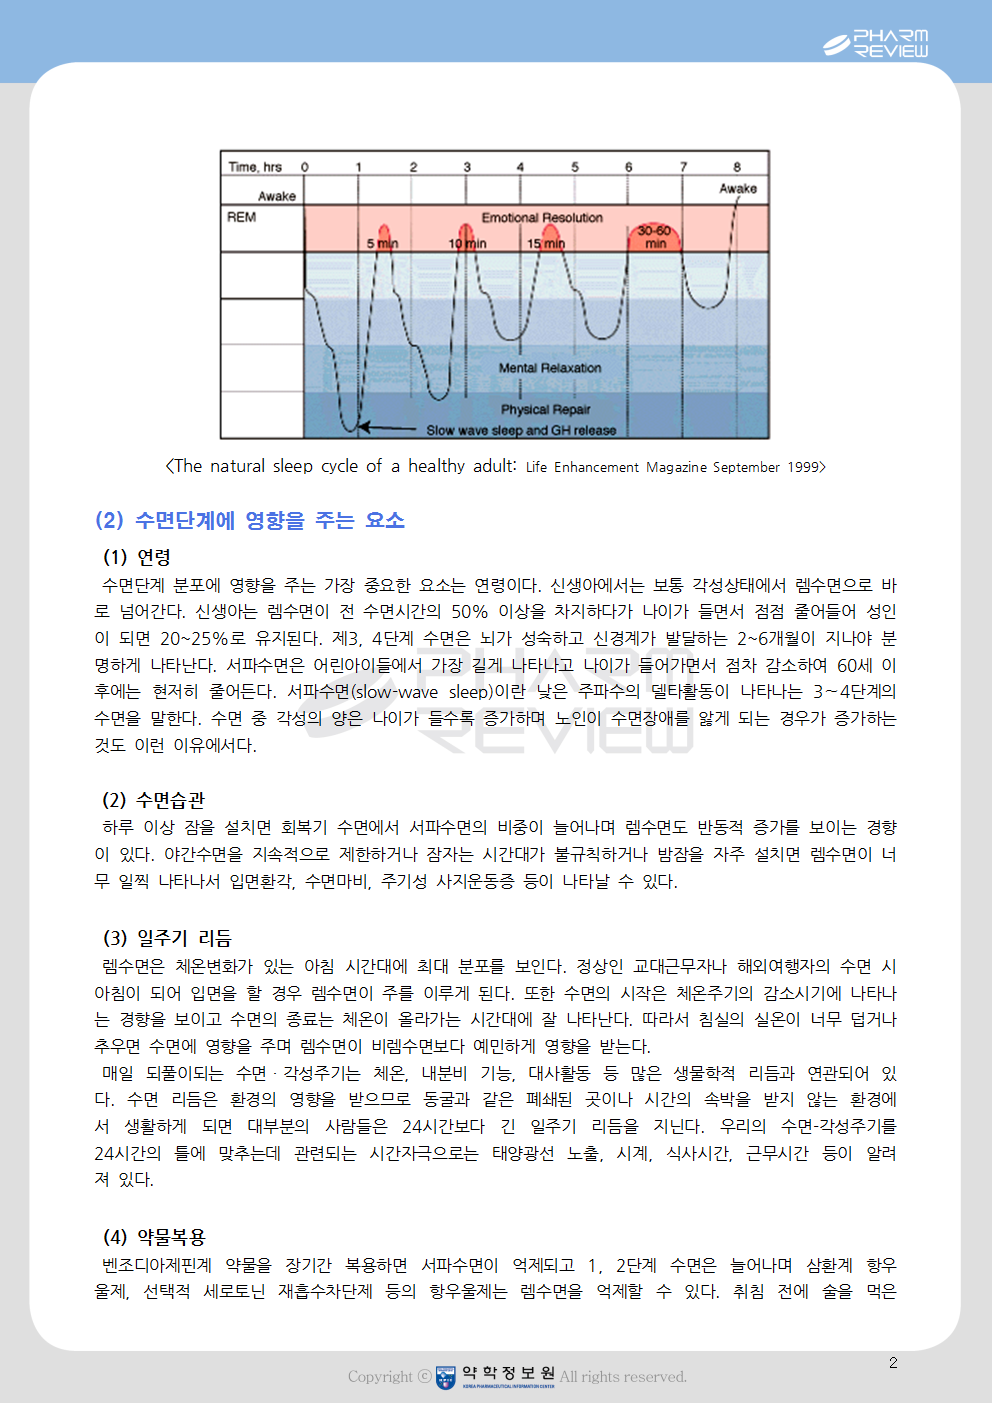 PHARM
REVIEW
Time, hrs 0 1 2 3 4 5 6 7 8
Awake
Awake
REM
Emotional Resolution
5 min
10 min
15 min
30-60
min
Mental Relaxation
Physical Repair
Slow wave sleep and GH release
<The natural sleep cycle of a healthy adult: Life Enhancement Magazine September 1999>
(2) 수면단계에 영향을 주는 요소
(1) 연령
수면단계 분포에 영향을 주는 가장 중요한 요소는 연령이다. 신생아에서는 보통 각성상태에서 렘수면으로 바
로 넘어간다. 신생아는 렘수면이 전 수면시간의 50% 이상을 차지하다가 나이가 들면서 점점 줄어들어 성인
이 되면 20~25%로 유지된다. 제3, 4단계 수면은 뇌가 성숙하고 신경계가 발달하는 2~6개월이 지나야 분
명하게 나타난다. 서파수면은 어린아이들에서 가장 길게 나타나고 나이가 들어가면서 점차 감소하여 60세 이
후에는 현저히 줄어든다. 서파수면(slow-wave sleep)이란 낮은 주파수의 델타활동이 나타나는 3～4단계의
수면을 말한다. 수면 중 각성의 양은 나이가 들수록 증가하며 노인이 수면장애를 앓게 되는 경우가 증가하는
것도 이런 이유에서다.
(2) 수면습관
하루 이상 잠을 설치면 회복기 수면에서 서파수면의 비중이 늘어나며 렘수면도 반동적 증가를 보이는 경향
이 있다. 야간수면을 지속적으로 제한하거나 잠자는 시간대가 불규칙하거나 밤잠을 자주 설치면 렘수면이 너
무 일찍 나타나서 입면환각, 수면마비, 주기성 사지운동증 등이 나타날 수 있다.
(3) 일주기 리듬
렘수면은 체온변화가 있는 아침 시간대에 최대 분포를 보인다. 정상인 교대근무자나 해외여행자의 수면 시
아침이 되어 입면을 할 경우 렘수면이 주를 이루게 된다. 또한 수면의 시작은 체온주기의 감소시기에 나타나
는 경향을 보이고 수면의 종료는 체온이 올라가는 시간대에 잘 나타난다. 따라서 침실의 실온이 너무 덥거나
추우면 수면에 영향을 주며 렘수면이 비렘수면보다 예민하게 영향을 받는다.
매일 되풀이되는 수면·각성주기는 체온, 내분비 기능, 대사활동 등 많은 생물학적 리듬과 연관되어 있
다. 수면 리듬은 환경의 영향을 받으므로 동굴과 같은 폐쇄된 곳이나 시간의 속박을 받지 않는 환경에
서 생활하게 되면 대부분의 사람들은 24시간보다 긴 일주기 리듬을 지닌다. 우리의 수면-각성주기를
24시간의 틀에 맞추는데 관련되는 시간자극으로는 태양광선 노출, 시계, 식사시간, 근무시간 등이 알려
져 있다.
(4) 약물복용
벤조디아제핀계 약물을 장기간 복용하면 서파수면이 억제되고 1, 2단계 수면은 늘어나며 삼환계 항우
울제, 선택적 세로토닌 재흡수차단제 등의 항우울제는 렘수면을 억제할 수 있다. 취침 전에 술을 먹은
2
Copyright ⓒ 약학정보원 All rights reserved.
KOREA PHARMACEUTICAL INFORMATION CENTER